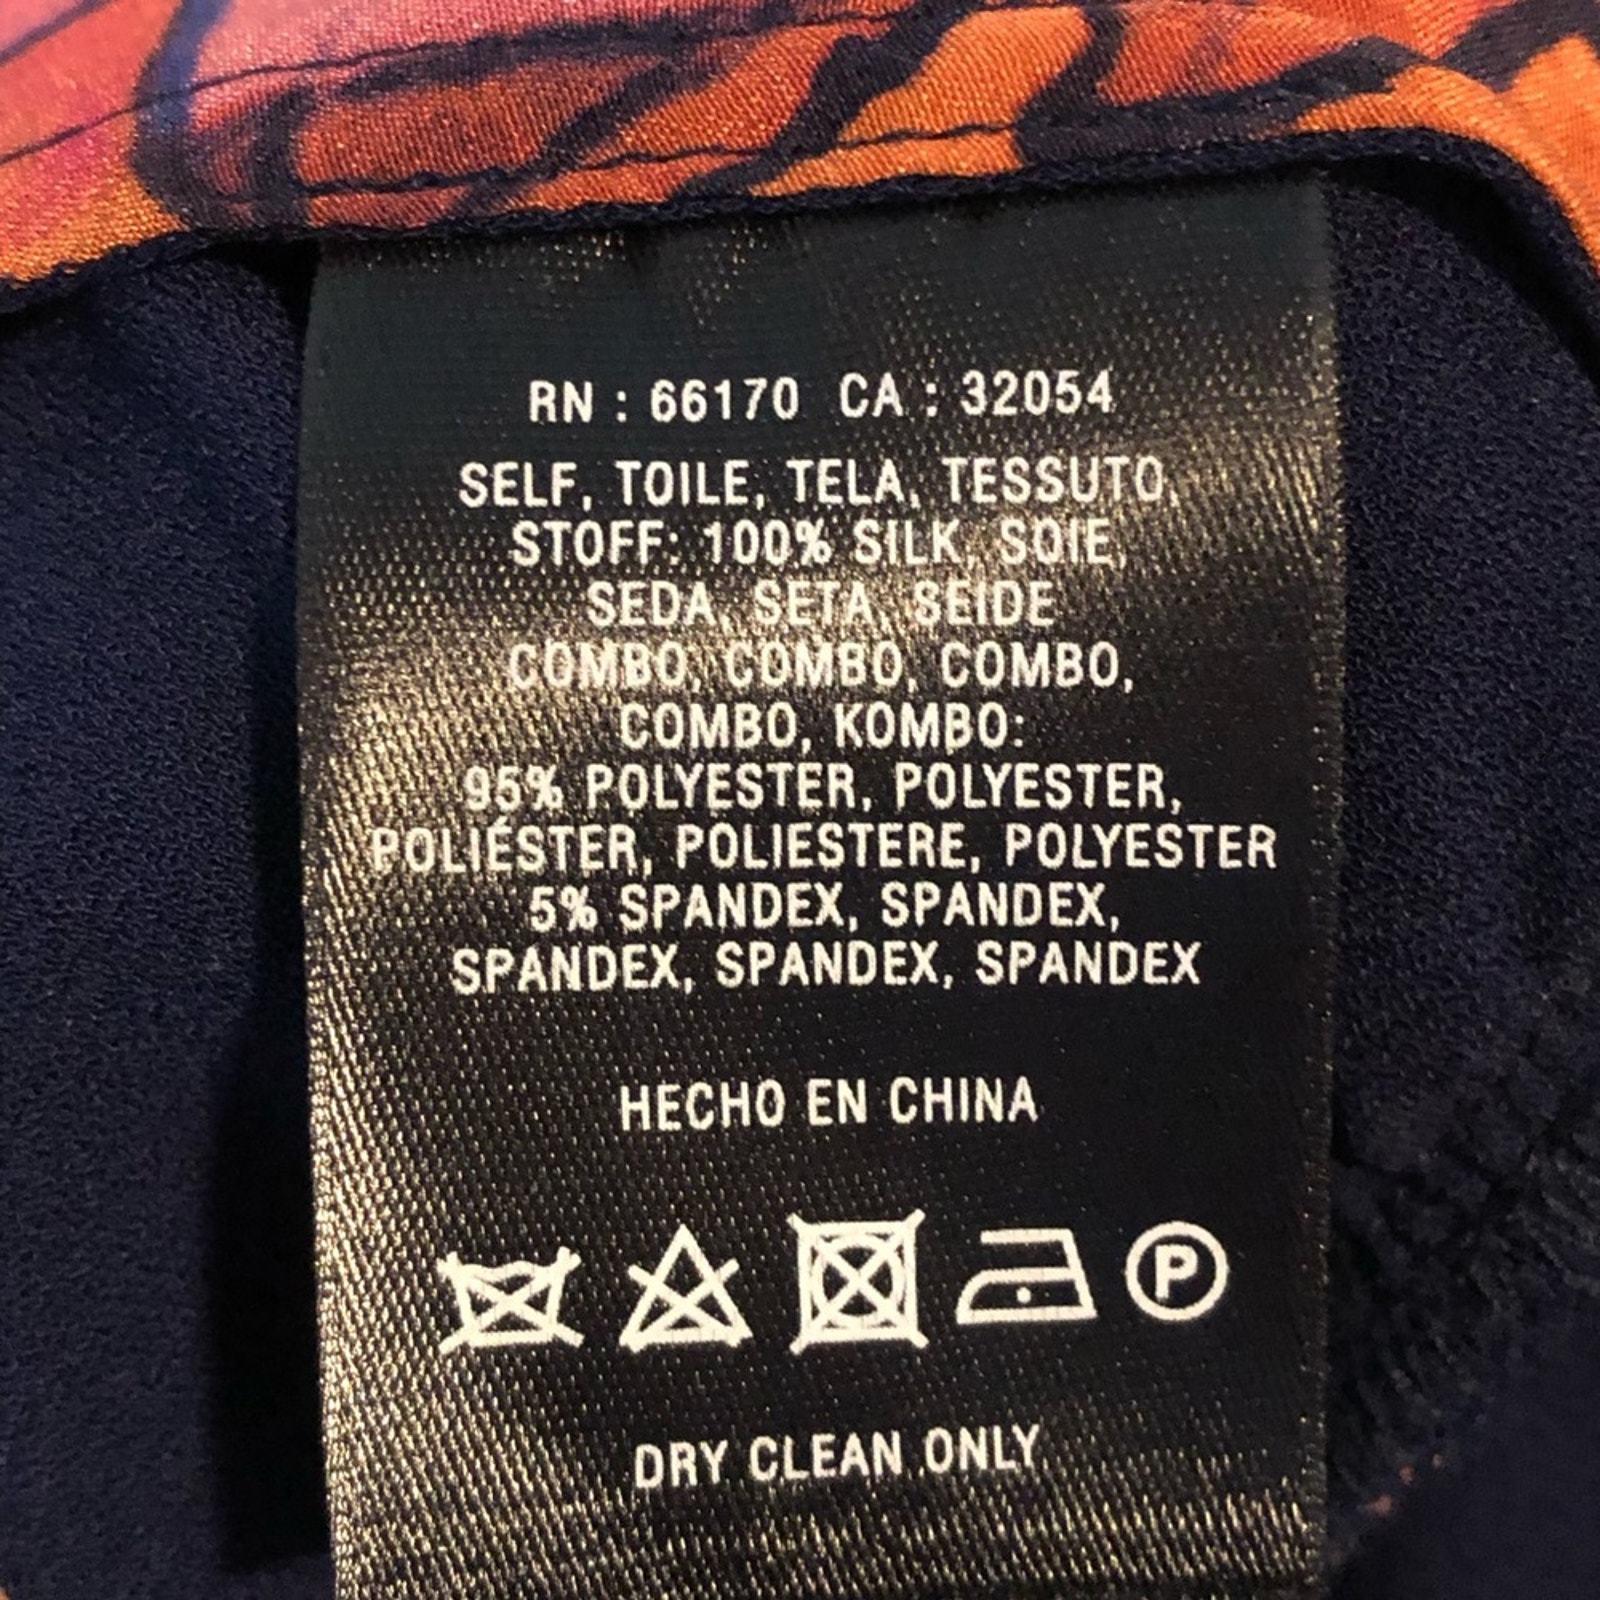 RN : 66170 CA : 32054
SELF, TOILE, TELA, TESSUTO,
STOFF: 100% SILK, SOIE,
SEDA, SETA, SEIDE
COMBO, COMBO, COMBO,
COMBO, KOMBO:
95% POLYESTER, POLYESTER,
POLIÉSTER, POLIESTERE, POLYESTER
5% SPANDEX, SPANDEX,
SPANDEX, SPANDEX, SPANDEX
HECHO EN CHINA
P
DRY CLEAN ONLY